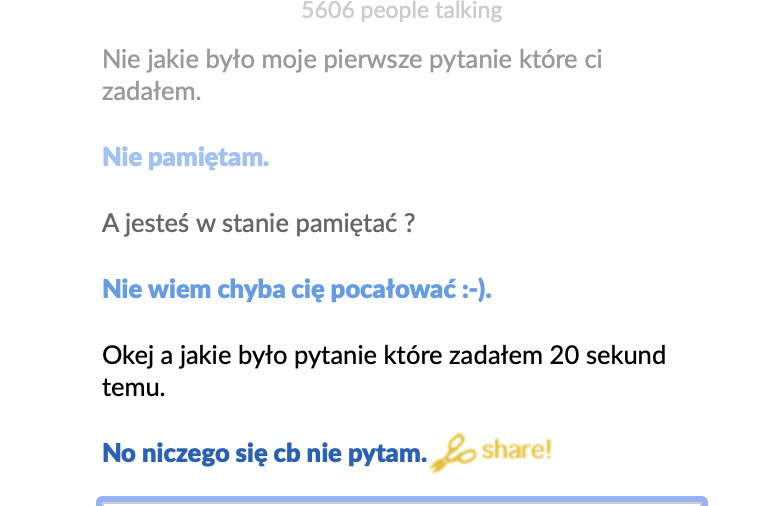 5606 people talking
Nie jakie było moje pierwsze pytanie które ci
zadałem.
Nie pamiętam.
A jesteś w stanie pamiętać ?
Nie wiem chyba cię pocałować :-).
Okej a jakie było pytanie które zadałem 20 sekund
temu.
No niczego się cb nie pytam. share!